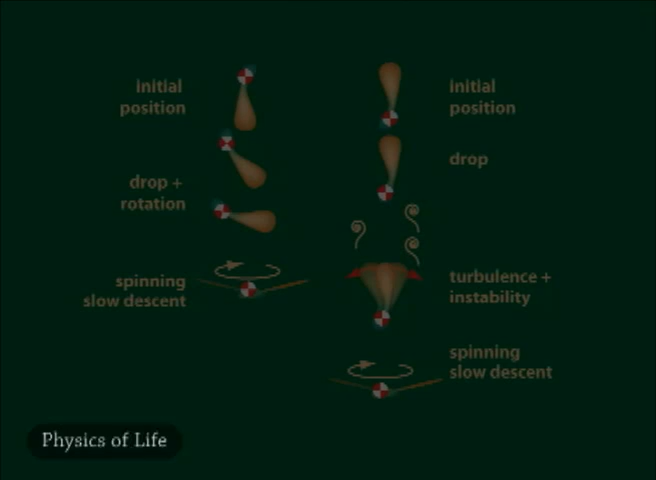 initial
position
drop +
rotation
spinning
slow descent
initial
position
drop
turbulence +
instability
spinning
slow descent
Physics of Life